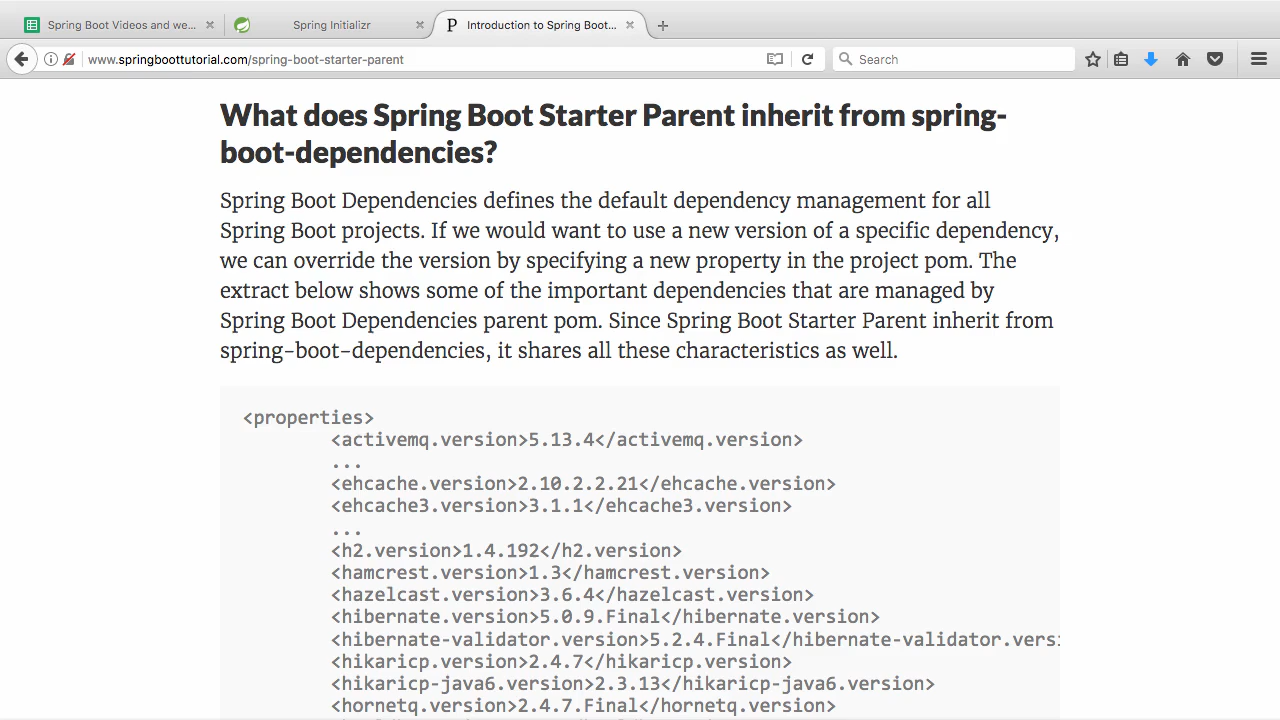 Spring Boot Videos and we...
Spring Initializr
P Introduction to Spring Boot...
www.springboottutorial.com/spring-boot-starter-parent
Search
What does Spring Boot Starter Parent inherit from spring-
boot-dependencies?
Spring Boot Dependencies defines the default dependency management for all
Spring Boot projects. If we would want to use a new version of a specific dependency,
we can override the version by specifying a new property in the project pom. The
extract below shows some of the important dependencies that are managed by
Spring Boot Dependencies parent pom. Since Spring Boot Starter Parent inherit from
spring-boot-dependencies, it shares all these characteristics as well.
<properties>
<activemq.version>5.13.4</activemq.version>
...
<ehcache.version>2.10.2.2.21</ehcache.version>
<ehcache3.version>3.1.1</ehcache3.version>
...
<h2.version>1.4.192</h2.version>
<hamcrest.version>1.3</hamcrest.version>
<hazelcast.version>3.6.4</hazelcast.version>
<hibernate.version>5.0.9.Final</hibernate.version>
<hibernate-validator.version>5.2.4.Final</hibernate-validator.versi
<hikaricp.version>2.4.7</hikaricp.version>
<hikaricp-java6.version>2.3.13</hikaricp-java6.version>
<hornetq.version>2.4.7.Final</hornetq.version>